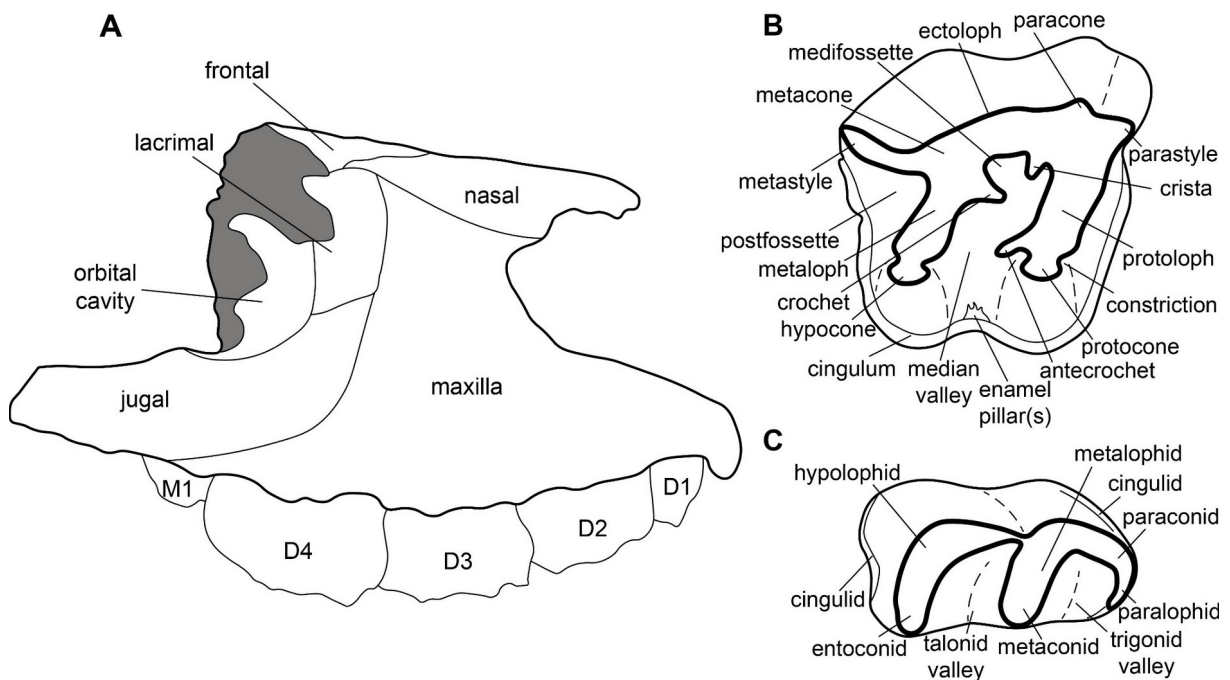 A
frontal
lacrimal
nasal
orbital
cavity
jugal
maxilla
M1
D4
D3
D2
D1
B
paracone
ectoloph
medifossette
metacone
parastyle
metastyle
crista
postfossette
protoloph
metaloph
crochet
constriction
hypocone
protocone
cingulum
median
valley
antecrochet
enamel
pillar(s)
C
metalophid
hypolophid
cingulid
paraconid
cingulid
paralophid
entoconid
talonid
valley
metaconid
trigonid
valley